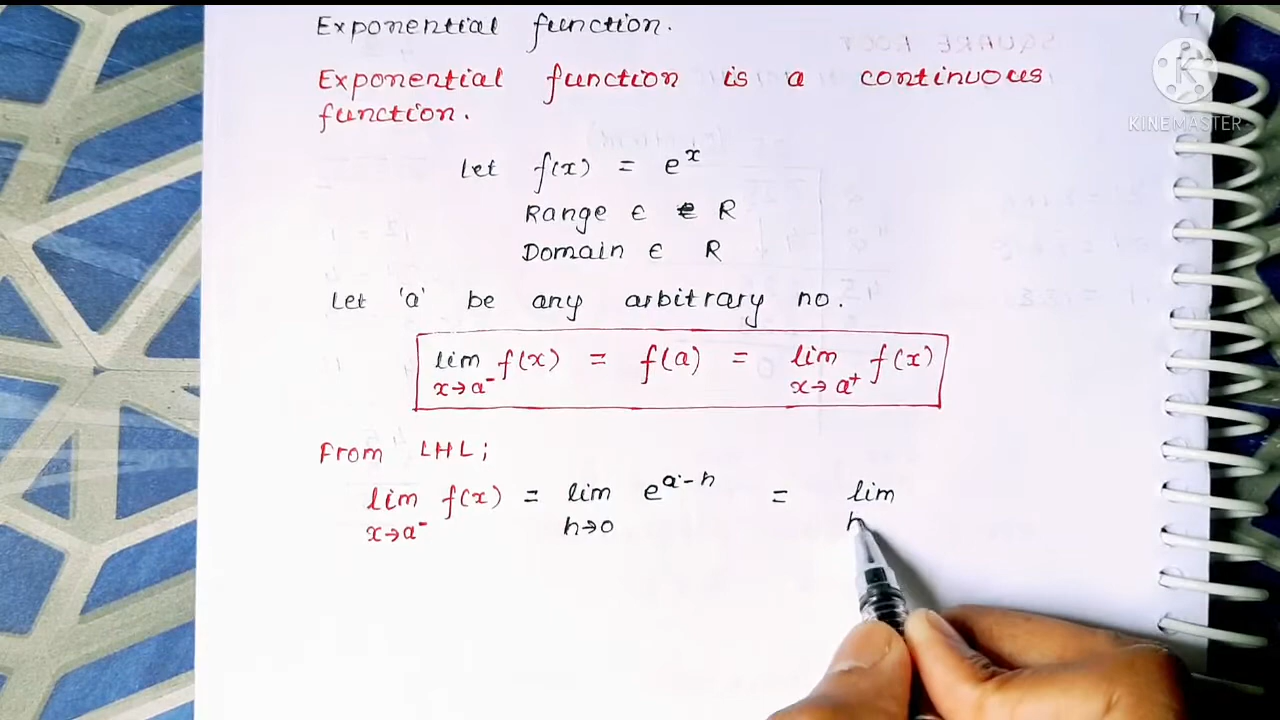 Exponential function.
Exponential function is a continuous
function.
Let f(x) = eˣ
Range ∈ R
Domain ∈ R
Let 'a' be any arbitrary no.
lim f(x) = f(a) = lim f(x)
x→a⁻ x→a⁺
From LHL;
lim f(x) = lim e^(a-h) = lim
x→a⁻ h→0 h
K
KINEMASTER